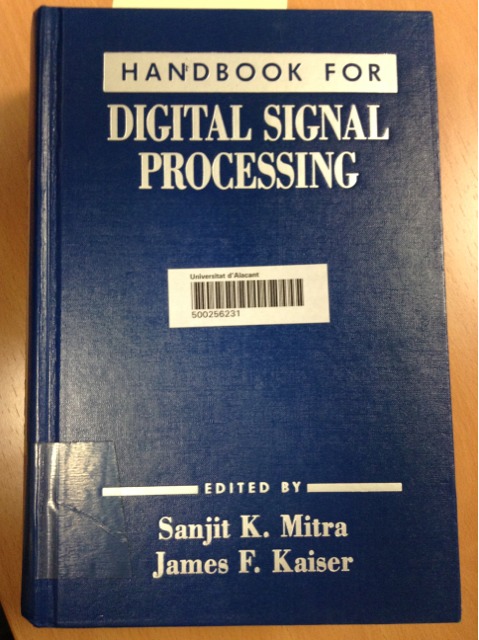 HANDBOOK FOR
DIGITAL SIGNAL
PROCESSING
Universitat d'Alacant
500256231
EDITED BY
Sanjit K. Mitra
James F. Kaiser